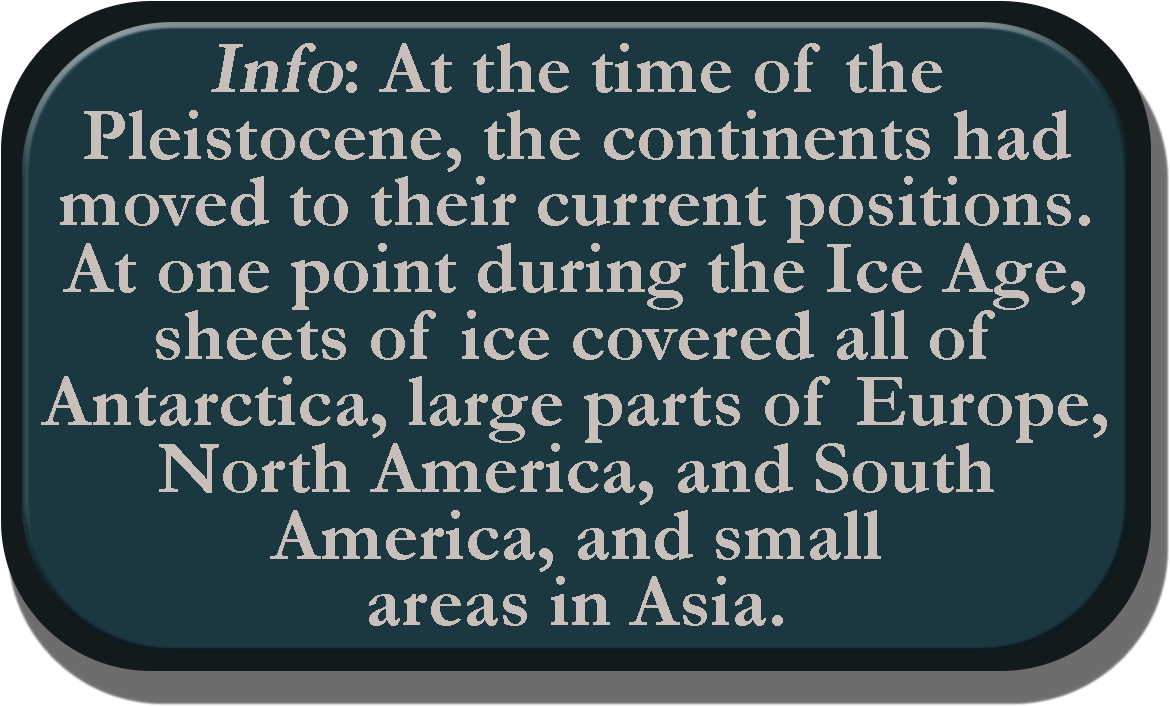 Info: At the time of the
Pleistocene, the continents had
moved to their current positions.
At one point during the Ice Age,
sheets of ice covered all of
Antarctica, large parts of Europe,
North America, and South
America, and small
areas in Asia.